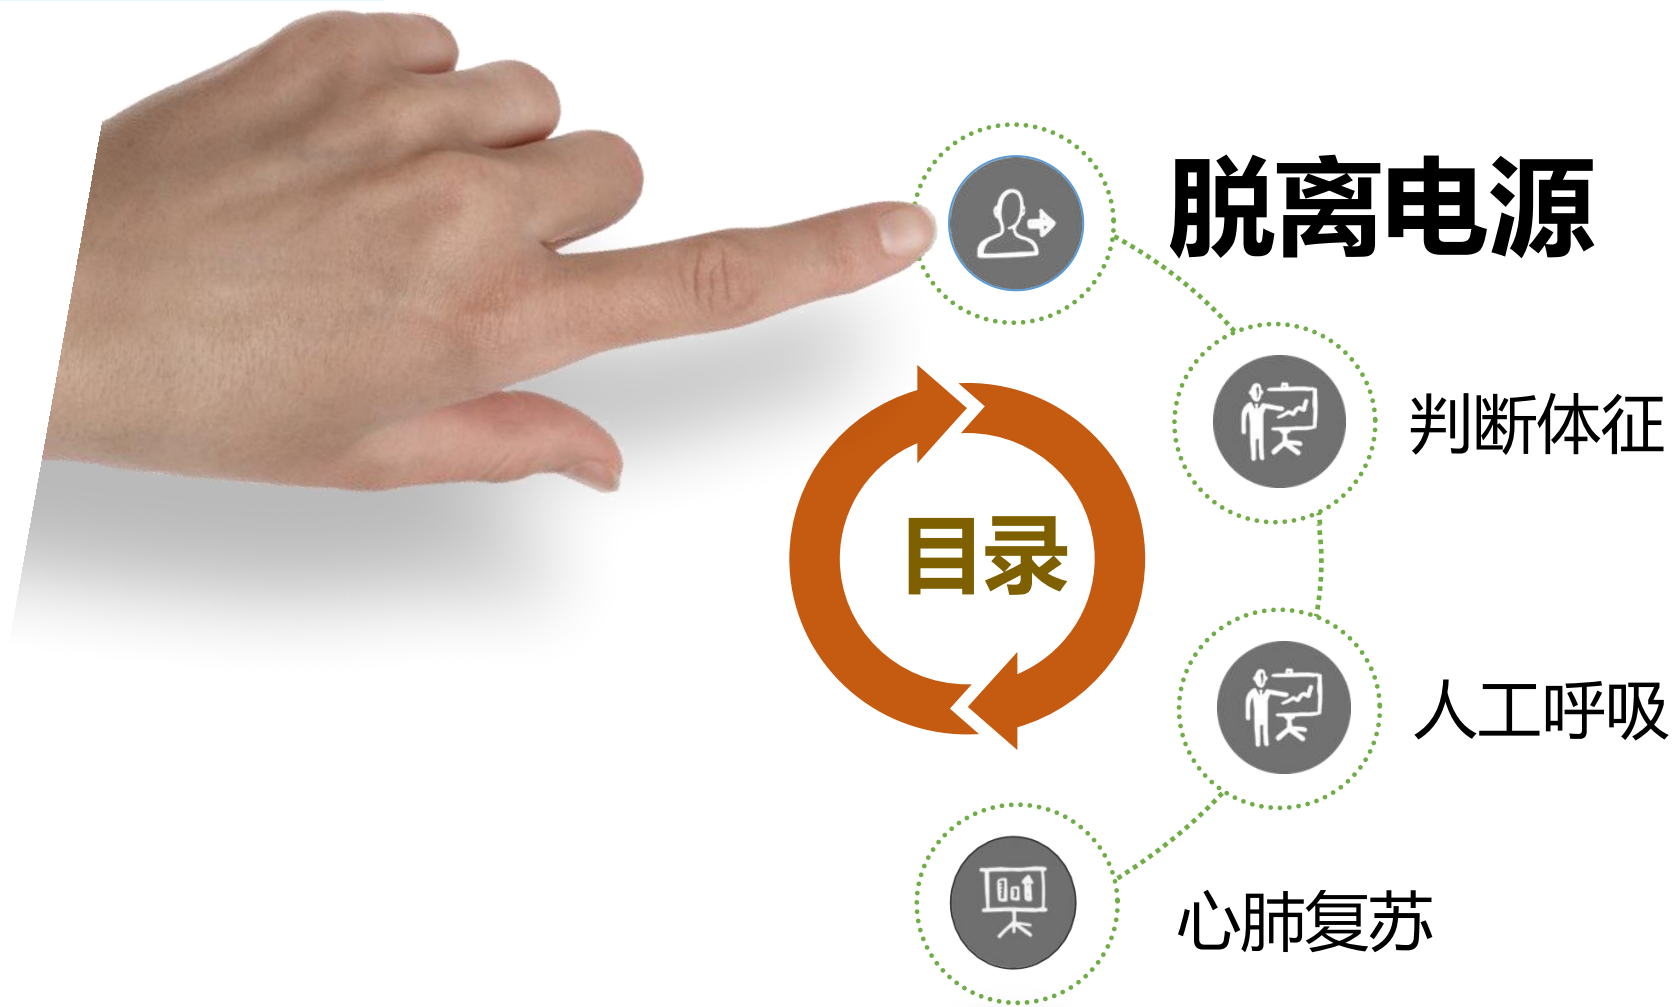 脱离电源
判断体征
目录
人工呼吸
心肺复苏